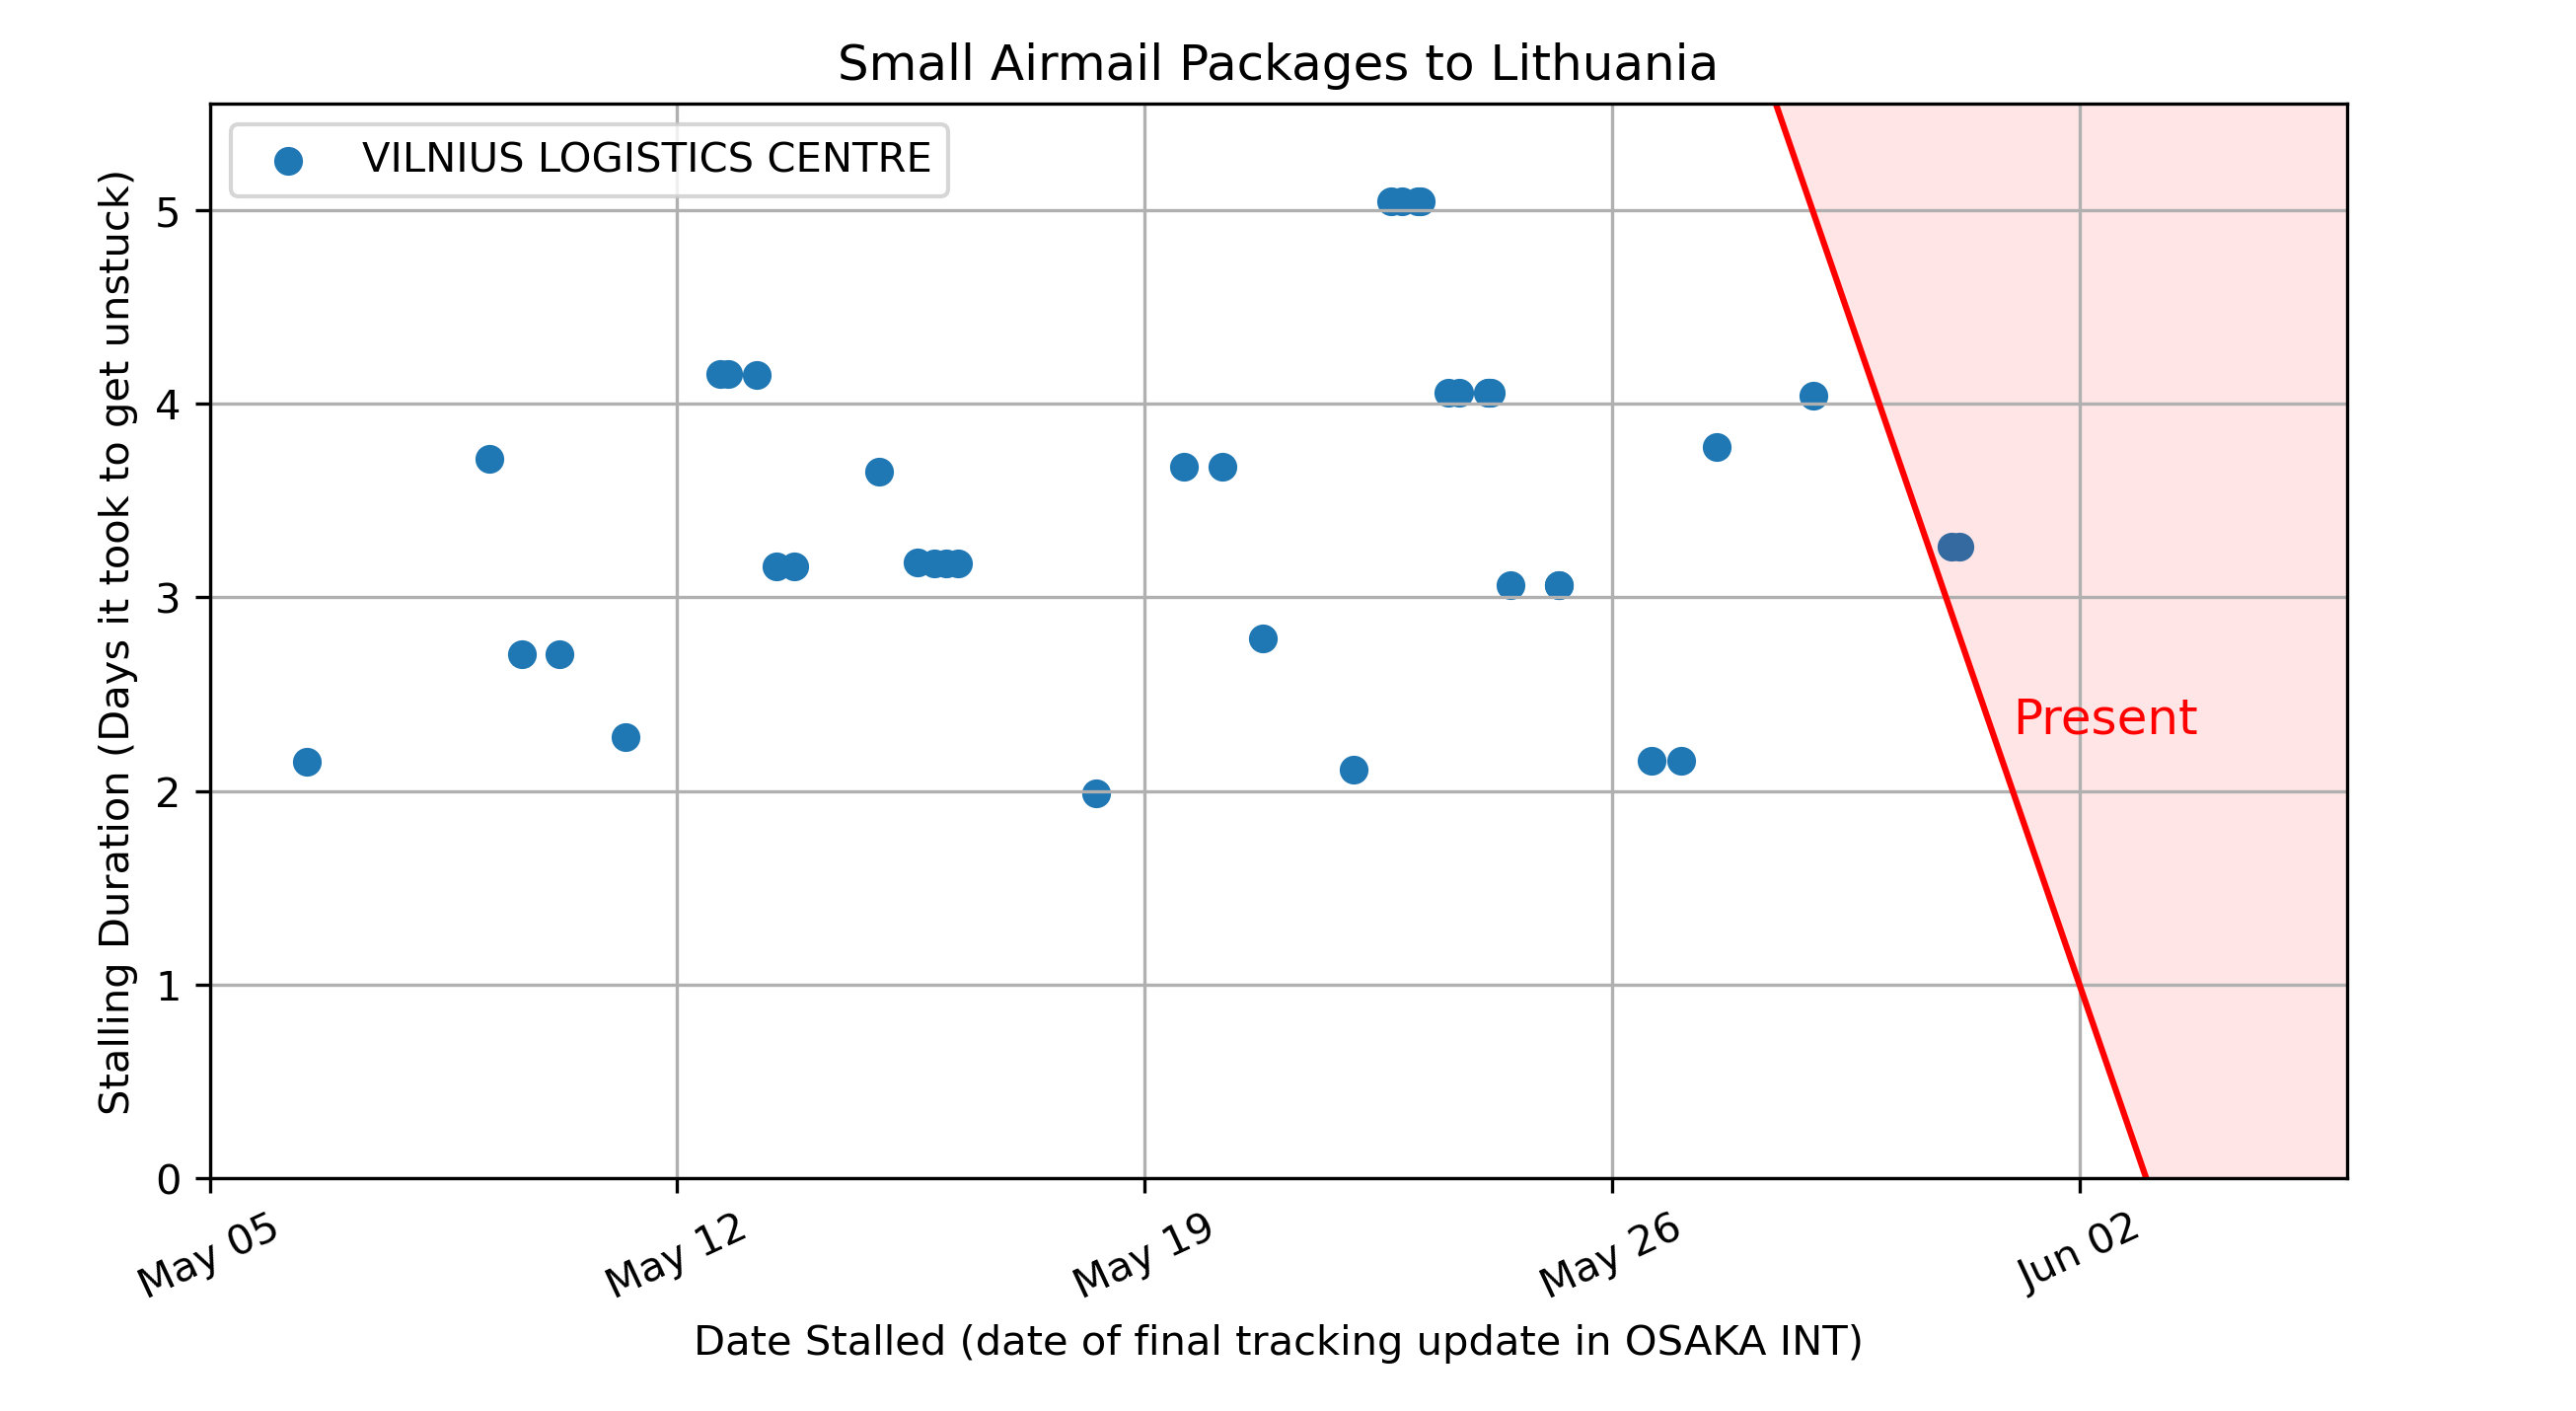 Small Airmail Packages to Lithuania
VILNIUS LOGISTICS CENTRE
Stalling Duration (Days it took to get unstuck)
5
4
3
2
1
0
Present
May 05
May 12
May 19
May 26
Jun 02
Date Stalled (date of final tracking update in OSAKA INT)